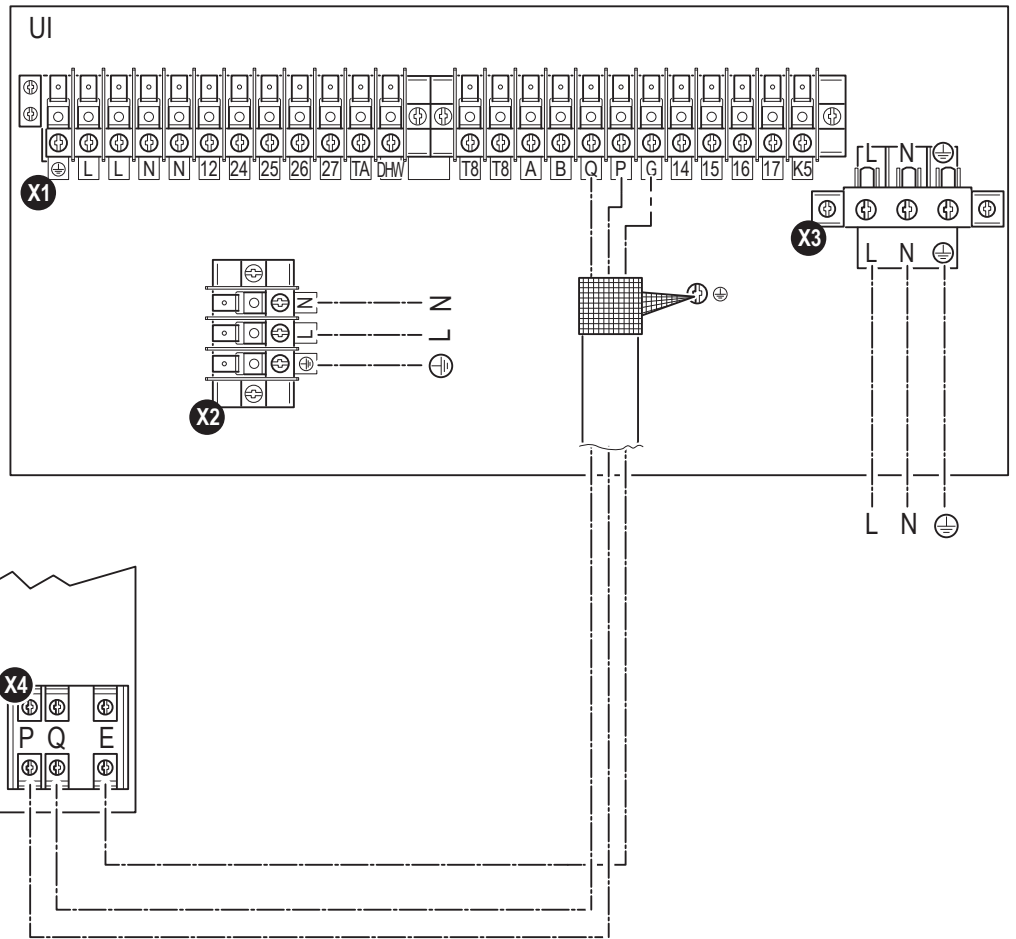 UI
L L N N 12 24 25 26 27 TA DHW T8 T8 A B Q P G 14 15 16 17 K5
X1
L N
X3
L N
N N
L L
X2
L N
X4
P Q E